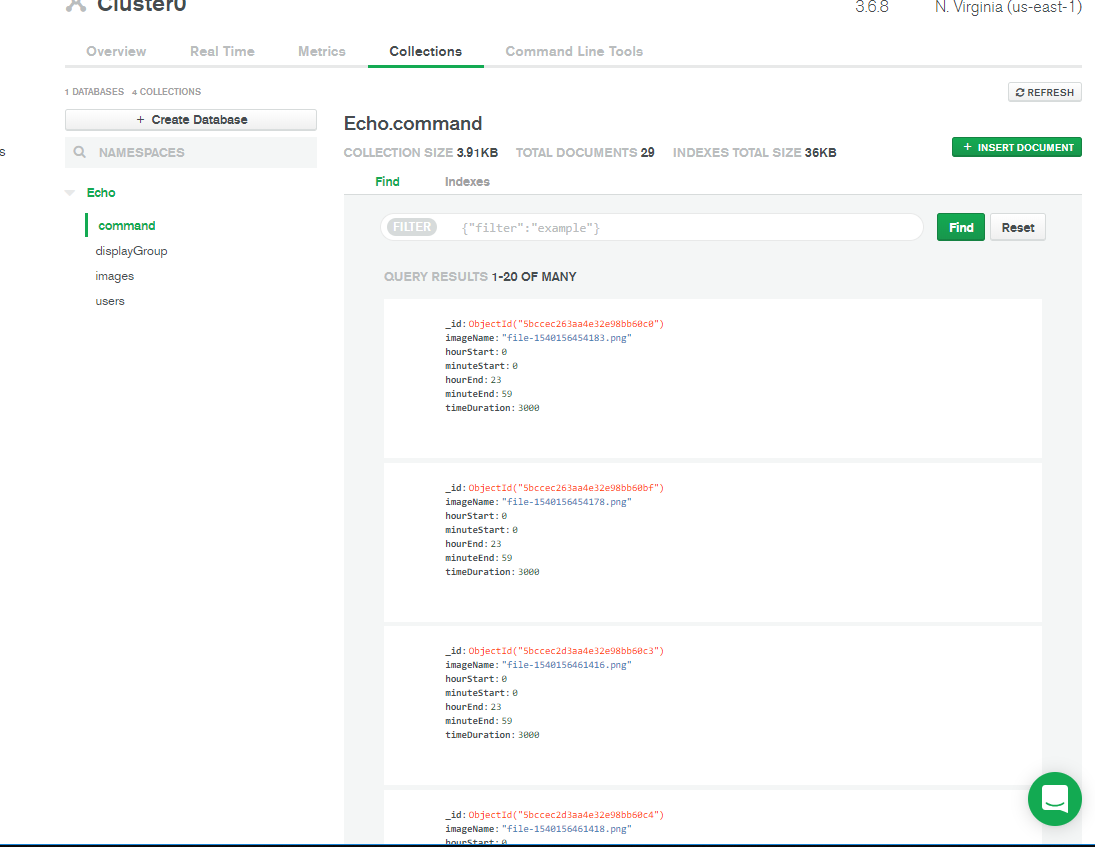 Cluster0
3.6.8
N. Virginia (us-east-1)
Overview Real Time Metrics Collections Command Line Tools
1 DATABASES 4 COLLECTIONS
REFRESH
+ Create Database
NAMESPACES
s
Echo
command
displayGroup
images
users
Echo.command
COLLECTION SIZE 3.91KB TOTAL DOCUMENTS 29 INDEXES TOTAL SIZE 36KB
+ INSERT DOCUMENT
Find Indexes
FILTER {"filter":"example"}
Find Reset
QUERY RESULTS 1-20 OF MANY
_id: ObjectId("5bccec263aa4e32e98bb60c0")
imageName: "file-1540156454183.png"
hourStart: 0
minuteStart: 0
hourEnd: 23
minuteEnd: 59
timeDuration: 3000
_id: ObjectId("5bccec263aa4e32e98bb60bf")
imageName: "file-1540156454178.png"
hourStart: 0
minuteStart: 0
hourEnd: 23
minuteEnd: 59
timeDuration: 3000
_id: ObjectId("5bccec2d3aa4e32e98bb60c3")
imageName: "file-1540156461416.png"
hourStart: 0
minuteStart: 0
hourEnd: 23
minuteEnd: 59
timeDuration: 3000
_id: ObjectId("5bccec2d3aa4e32e98bb60c4")
imageName: "file-1540156461418.png"
hourStart: 0